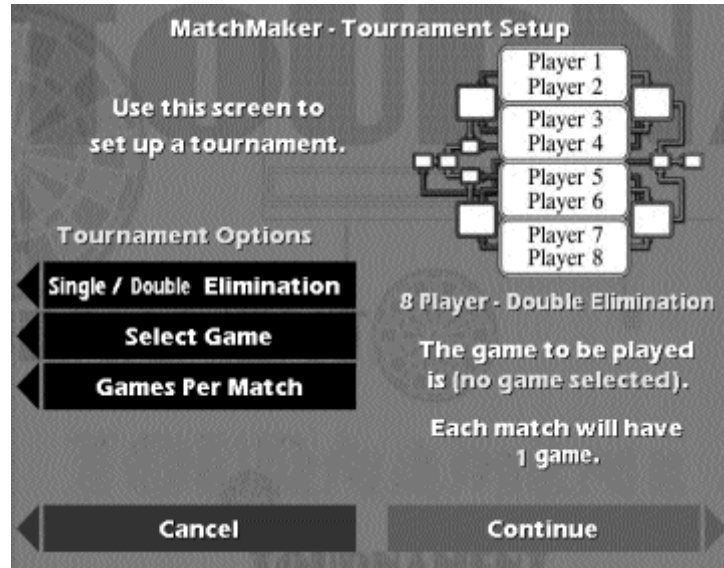 MatchMaker - Tournament Setup
Use this screen to
set up a tournament.
Player 1
Player 2
Player 3
Player 4
Player 5
Player 6
Player 7
Player 8
8 Player - Double Elimination
Tournament Options
Single / Double Elimination
Select Game
Games Per Match
The game to be played
is (no game selected).
Each match will have
1 game.
Cancel
Continue